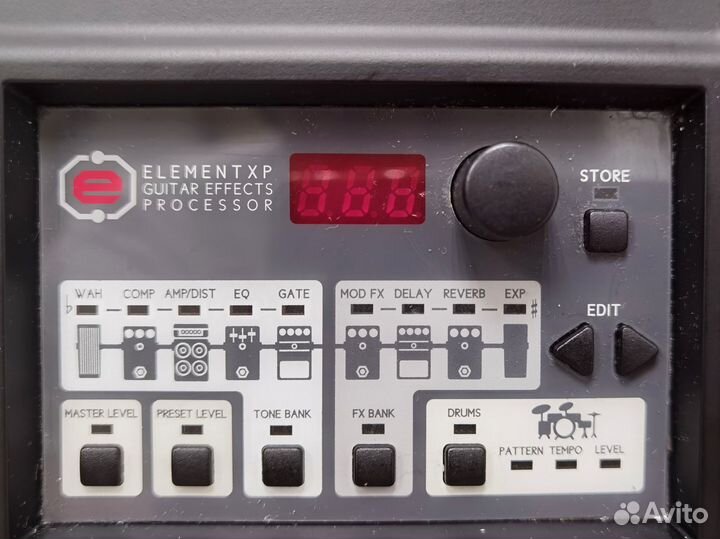 e
ELEMENTXP
GUITAR EFFECTS
PROCESSOR
STORE
♭ WAH COMP AMP/DIST EQ GATE
MOD FX DELAY REVERB EXP ♯
EDIT
MASTER LEVEL
PRESET LEVEL
TONE BANK
FX BANK
DRUMS
PATTERN TEMPO LEVEL
Avito